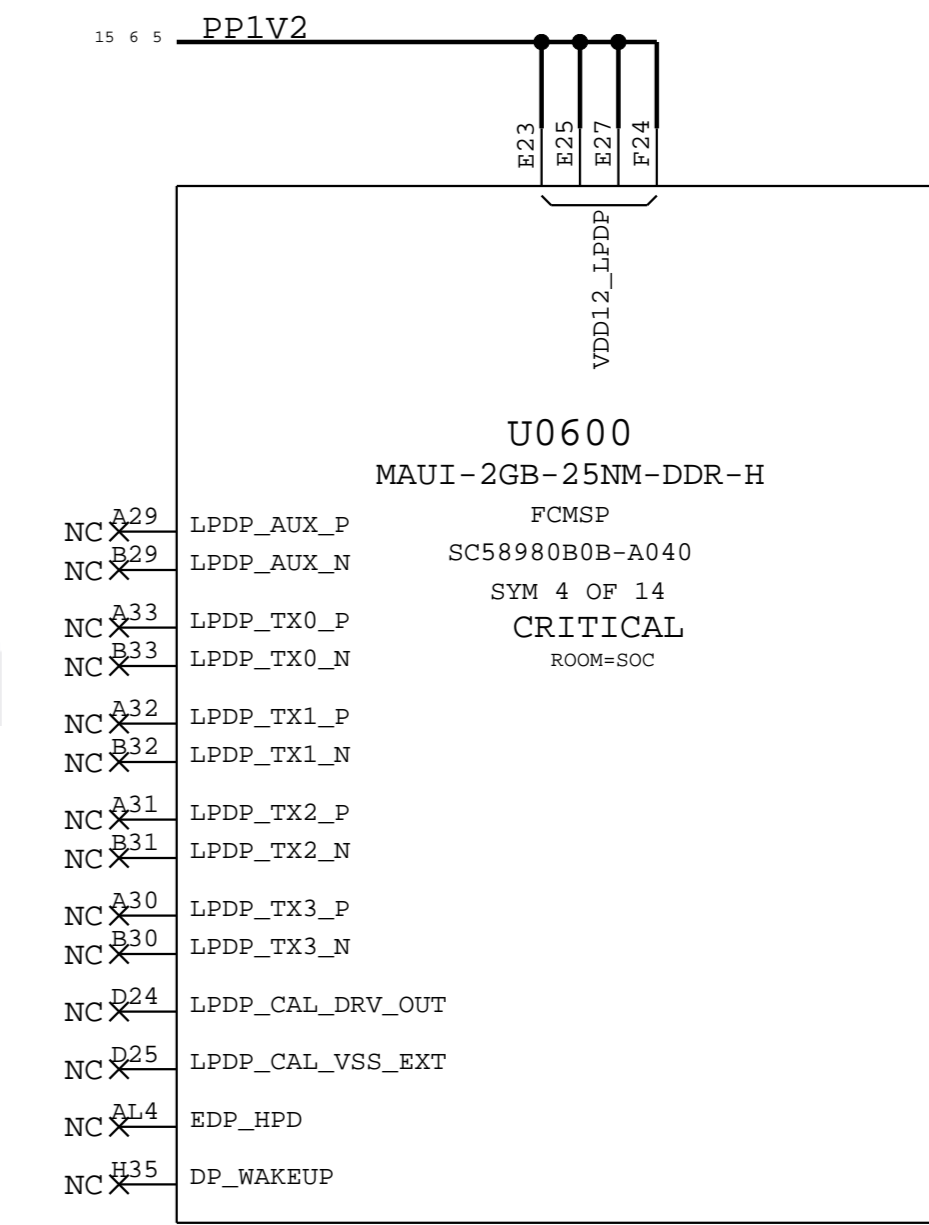 15 6 5 PP1V2
E23 E25 E27 F24
VDD12_LPDP
U0600
MAUI-2GB-25NM-DDR-H
FCMSP
SC58980B0B-A040
SYM 4 OF 14
CRITICAL
ROOM=SOC
NC A29 LPDP_AUX_P
NC B29 LPDP_AUX_N
NC A33 LPDP_TX0_P
NC B33 LPDP_TX0_N
NC A32 LPDP_TX1_P
NC B32 LPDP_TX1_N
NC A31 LPDP_TX2_P
NC B31 LPDP_TX2_N
NC A30 LPDP_TX3_P
NC B30 LPDP_TX3_N
NC D24 LPDP_CAL_DRV_OUT
NC D25 LPDP_CAL_VSS_EXT
NC AL4 EDP_HPD
NC H35 DP_WAKEUP